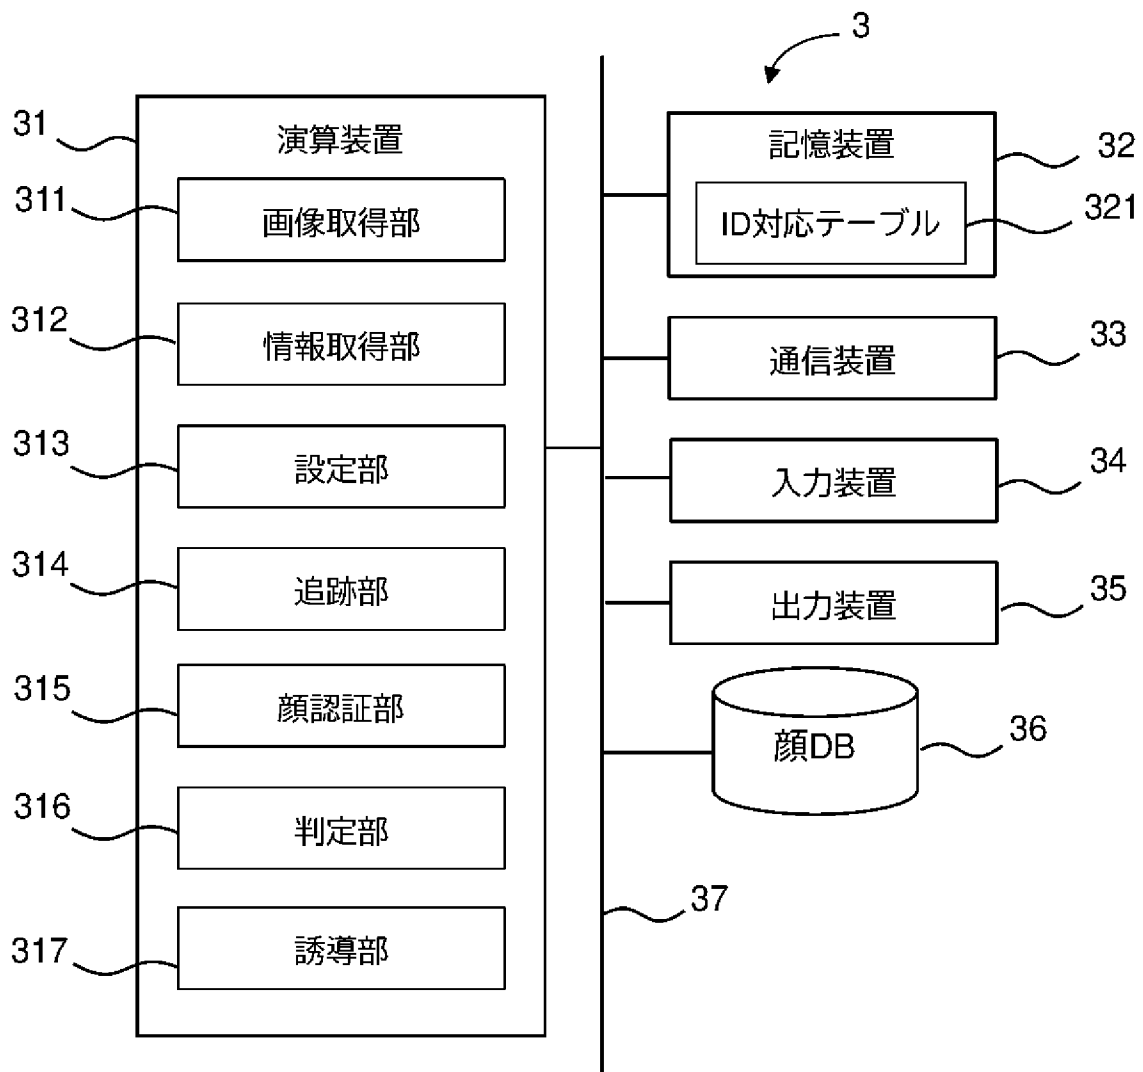 3
31
演算装置
311
画像取得部
312
情報取得部
313
設定部
314
追跡部
315
顔認証部
316
判定部
317
誘導部
記憶装置
32
ID対応テーブル
321
通信装置
33
入力装置
34
出力装置
35
顔DB
36
37